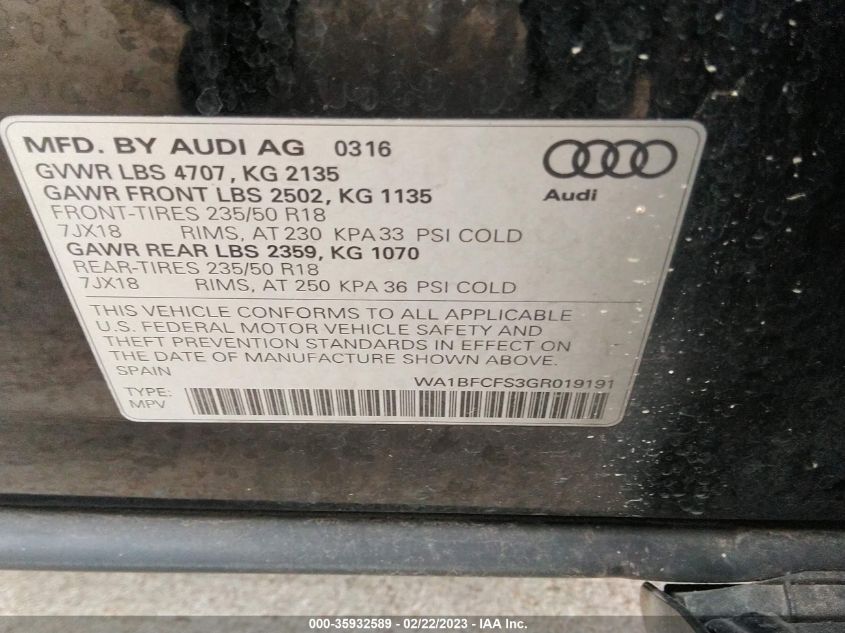 MFD. BY AUDI AG 0316
GVWR LBS 4707, KG 2135
GAWR FRONT LBS 2502, KG 1135
FRONT-TIRES 235/50 R18
7JX18 RIMS, AT 230 KPA 33 PSI COLD
GAWR REAR LBS 2359, KG 1070
REAR-TIRES 235/50 R18
7JX18 RIMS, AT 250 KPA 36 PSI COLD
Audi
THIS VEHICLE CONFORMS TO ALL APPLICABLE
U.S. FEDERAL MOTOR VEHICLE SAFETY AND
THEFT PREVENTION STANDARDS IN EFFECT ON
THE DATE OF MANUFACTURE SHOWN ABOVE.
SPAIN
WA1BFCFS3GR019191
TYPE:
MPV
000-35932589 - 02/22/2023 - © IAA Inc.